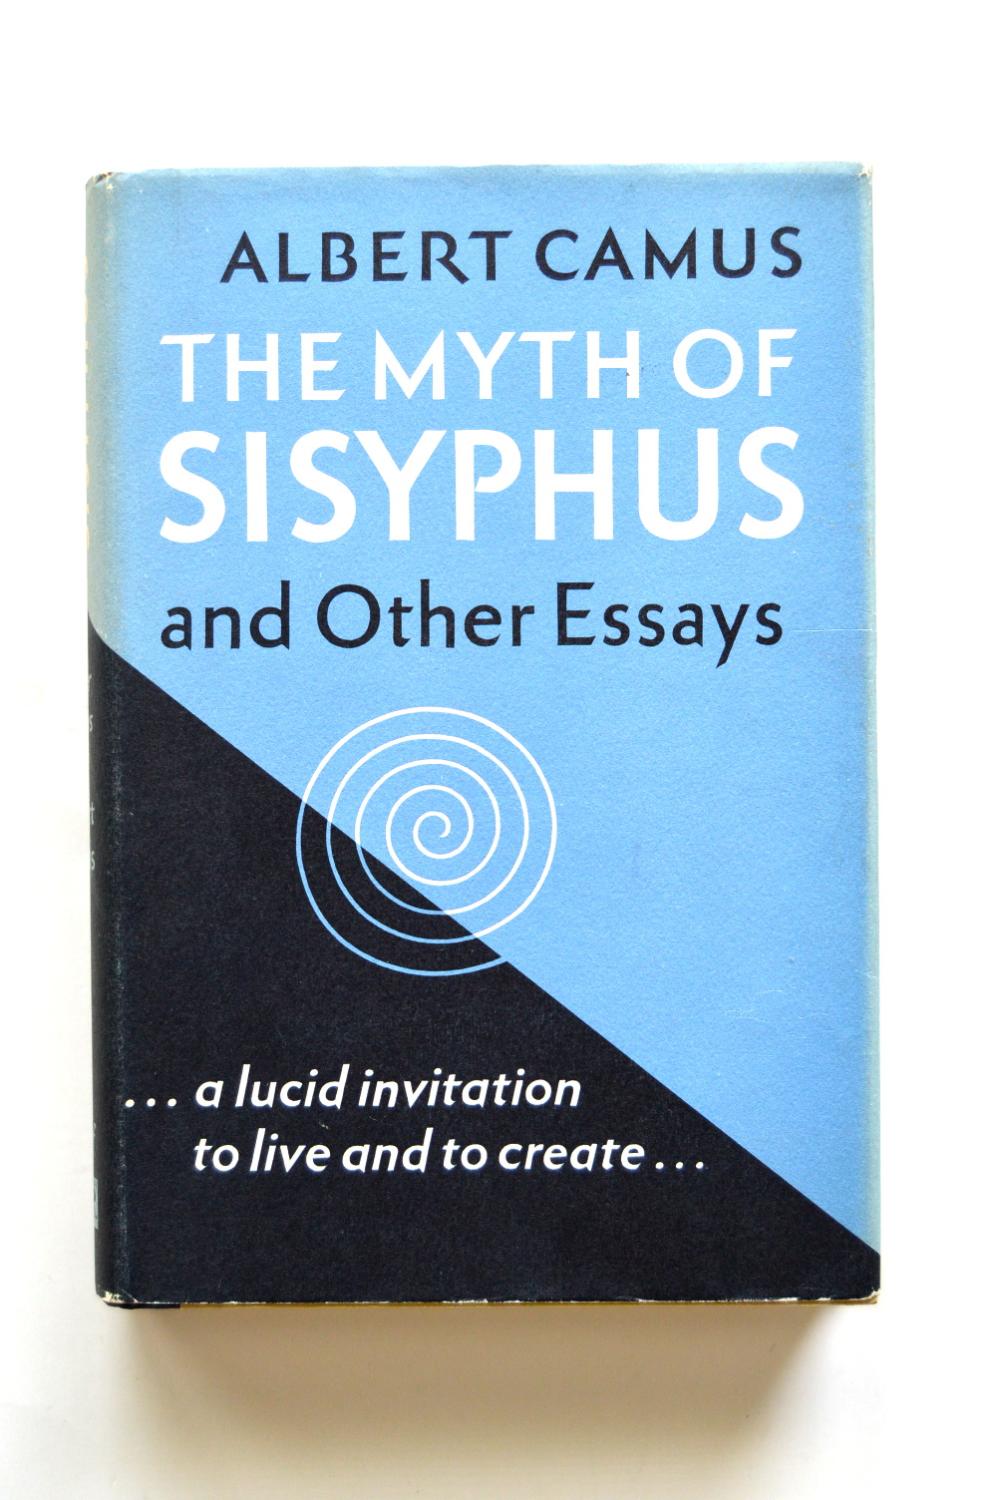 ALBERT CAMUS
THE MYTH OF
SISYPHUS
and Other Essays
... a lucid invitation
to live and to create...